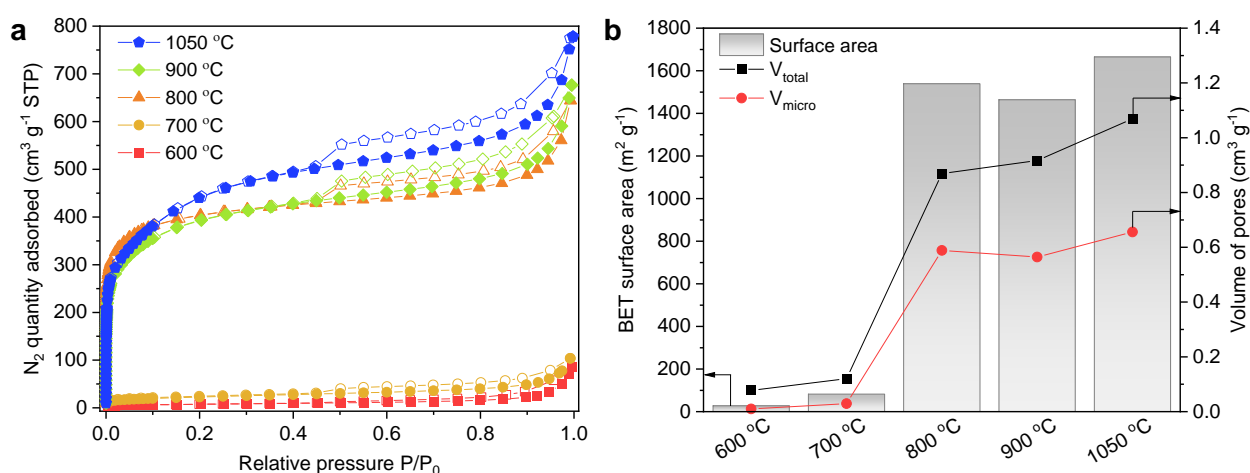 a
N₂ quantity adsorbed (cm³ g⁻¹ STP)
800
700
600
500
400
300
200
100
0
1050 °C
900 °C
800 °C
700 °C
600 °C
0.0 0.2 0.4 0.6 0.8 1.0
Relative pressure P/P₀
b
BET surface area (m² g⁻¹)
1800
1600
1400
1200
1000
800
600
400
200
0
Surface area
V_total
V_micro
1.4
1.2
1.0
0.8
0.6
0.4
0.2
0.0
Volume of pores (cm³ g⁻¹)
600 °C 700 °C 800 °C 900 °C 1050 °C